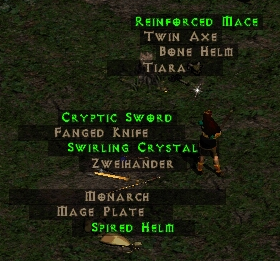 Reinforced Mace
Twin Axe
Bone Helm
Tiara
Cryptic Sword
Fanged Knife
Swirling Crystal
Zweihander
Monarch
Mage Plate
Spired Helm